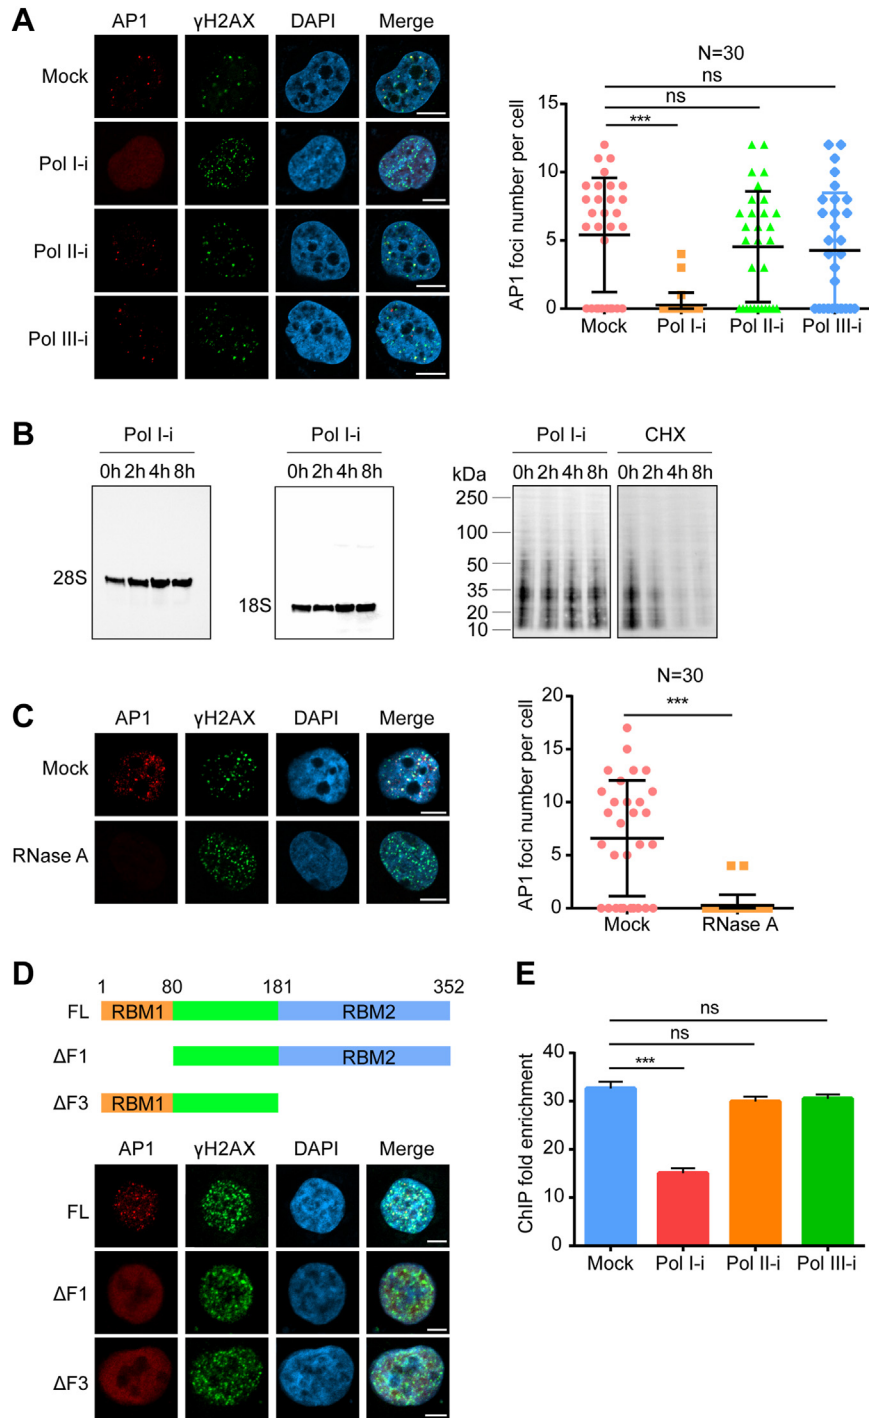 A
AP1 γH2AX DAPI Merge
Mock
Pol I-i
Pol II-i
Pol III-i
N=30
ns
ns
***
AP1 foci number per cell
15
10
5
0
Mock Pol I-i Pol II-i Pol III-i
B
Pol I-i
0h 2h 4h 8h
28S
Pol I-i
0h 2h 4h 8h
18S
Pol I-i CHX
kDa 0h 2h 4h 8h 0h 2h 4h 8h
250
100
50
35
20
10
C
AP1 γH2AX DAPI Merge
Mock
RNase A
N=30
***
AP1 foci number per cell
20
15
10
5
0
Mock RNase A
D
1 80 181 352
FL RBM1 RBM2
ΔF1 RBM2
ΔF3 RBM1
AP1 γH2AX DAPI Merge
FL
ΔF1
ΔF3
E
ns
ns
***
ChIP fold enrichment
40
30
20
10
0
Mock Pol I-i Pol II-i Pol III-i